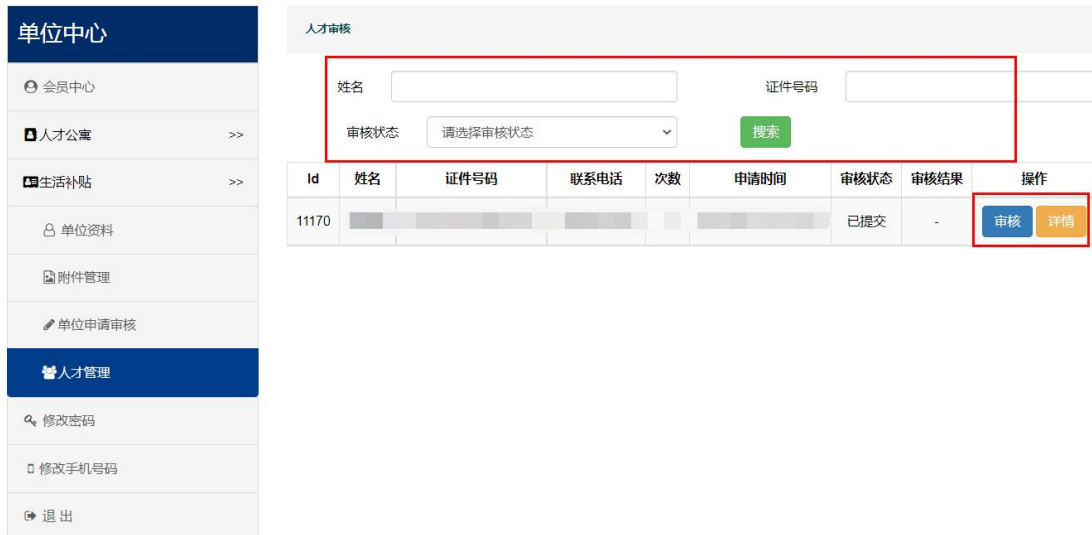 单位中心
会员中心
人才公寓 >>
生活补贴 >>
单位资料
附件管理
单位申请审核
人才管理
修改密码
修改手机号码
退出
人才审核
姓名 证件号码
审核状态 请选择审核状态 搜索
Id 姓名 证件号码 联系电话 次数 申请时间 审核状态 审核结果 操作
11170 已提交 - 审核 详情